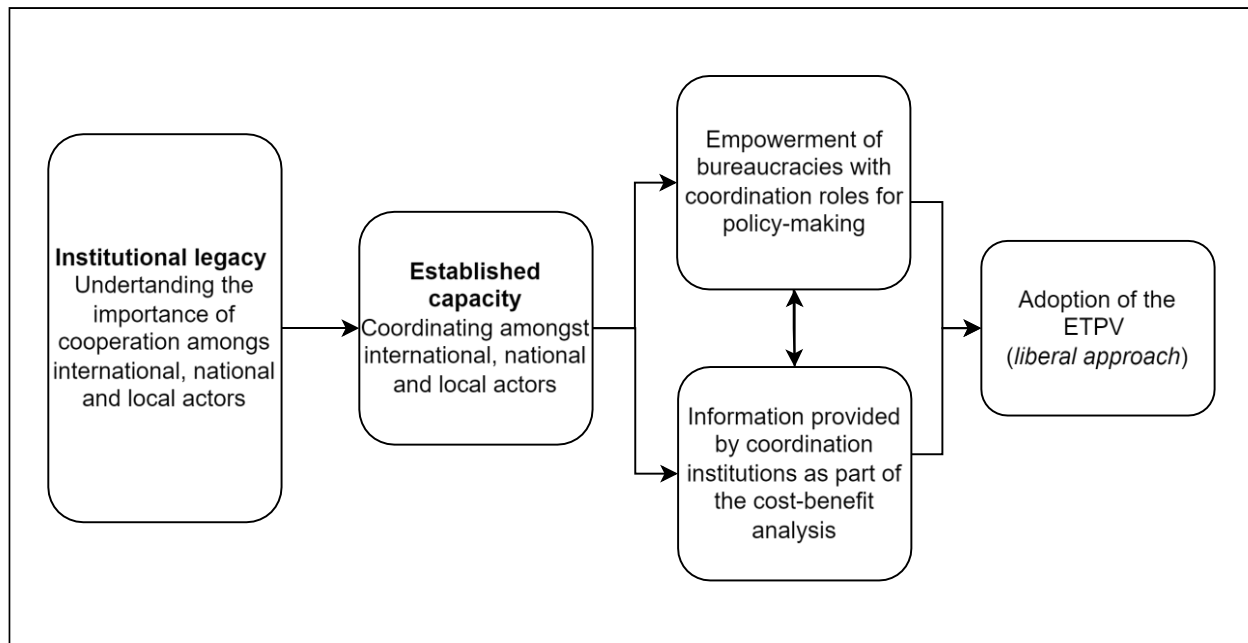 Institutional legacy
Undertanding the
importance of
cooperation amongs
international, national
and local actors
Established
capacity
Coordinating amongst
international, national
and local actors
Empowerment of
bureaucracies with
coordination roles for
policy-making
Information provided
by coordination
institutions as part of
the cost-benefit
analysis
Adoption of the
ETPV
(liberal approach)